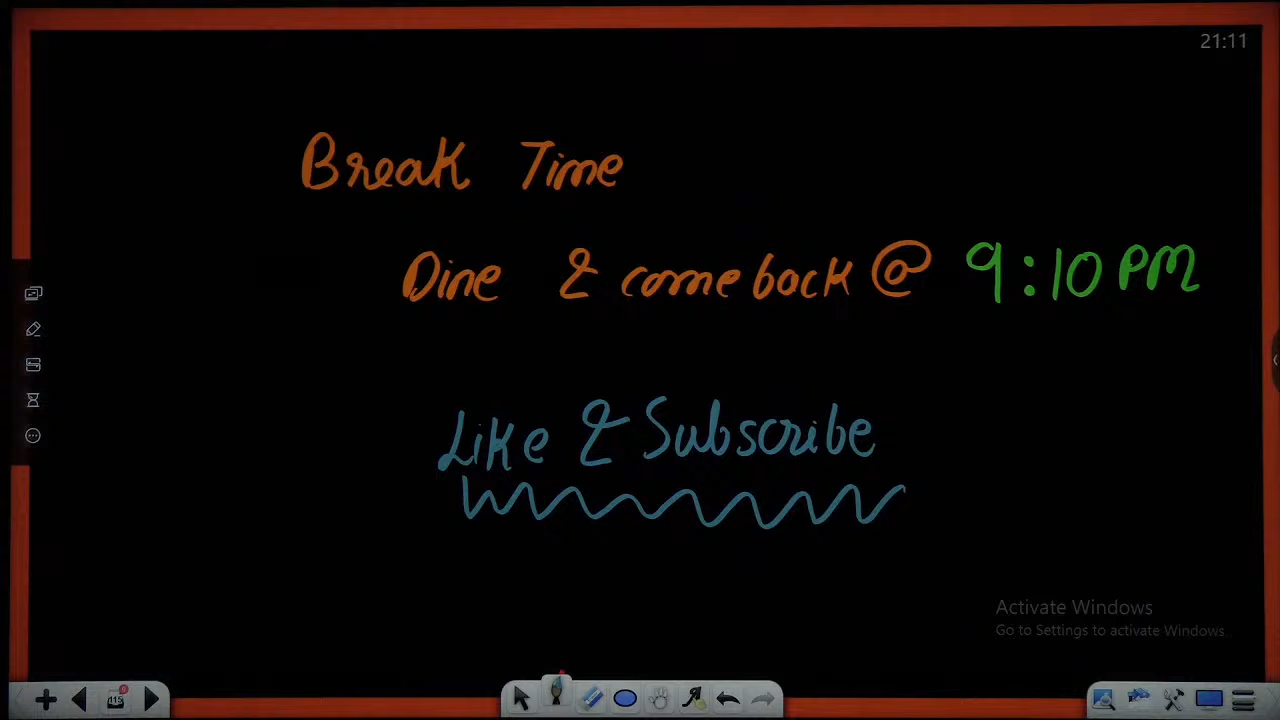 21:11
Break Time
Dine & come back @ 9:10 PM
Like & Subscribe
Activate Windows
Go to Settings to activate Windows.
115